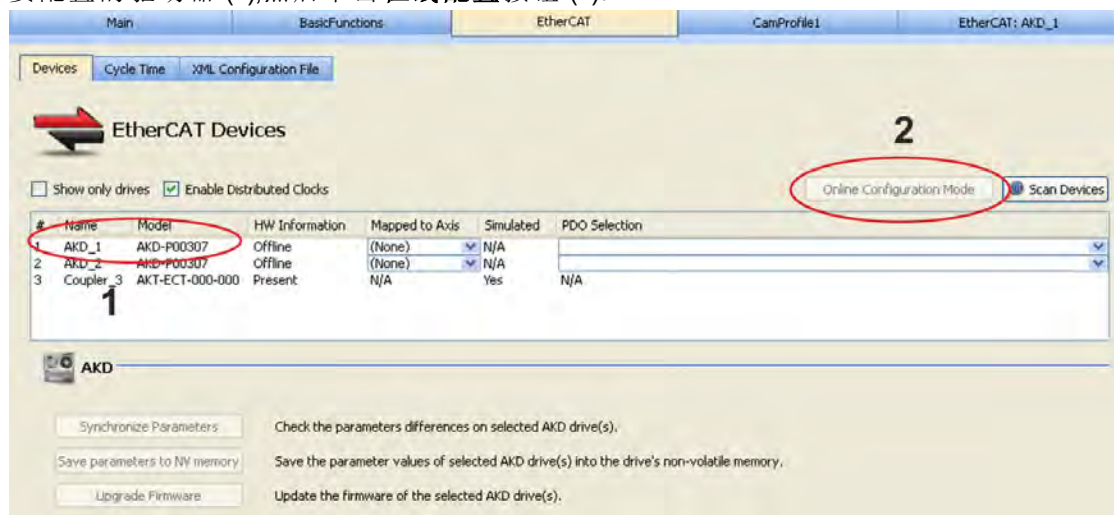 Main BasicFunctions EtherCAT CamProfile1 EtherCAT: AKD_1
Devices Cycle Time XML Configuration File
EtherCAT Devices
2
Show only drives Enable Distributed Clocks Online Configuration Mode Scan Devices
# Name Model HW Information Mapped to Axis Simulated PDO Selection
1 AKD_1 AKD-P00307 Offline (None) N/A
2 AKD_2 AKD-P00307 Offline (None) N/A
3 Coupler_3 AKT-ECT-000-000 Present N/A Yes N/A
1
AKD
Synchronize Parameters Check the parameters differences on selected AKD drive(s).
Save parameters to NV memory Save the parameter values of selected AKD drive(s) into the drive's non-volatile memory.
Upgrade Firmware Update the firmware of the selected AKD drive(s).